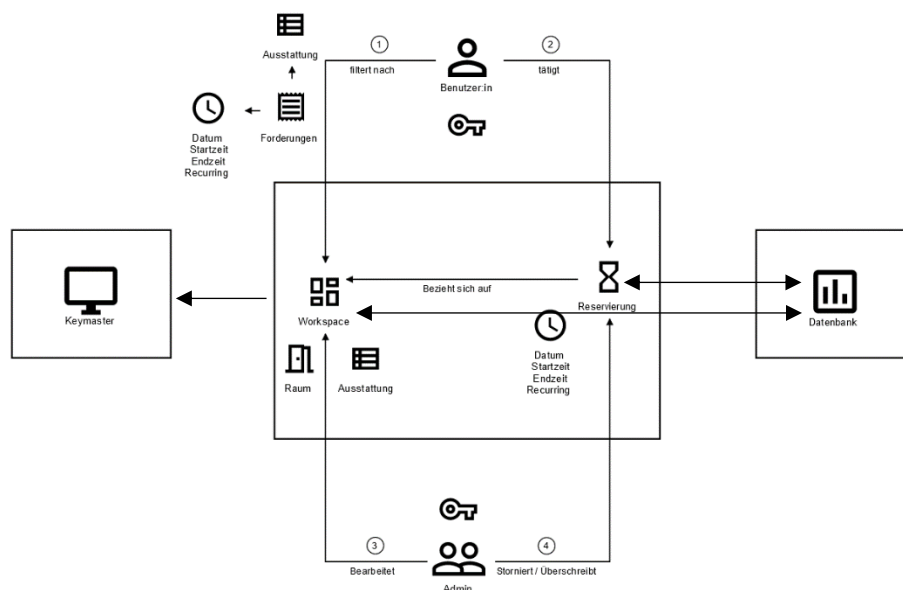 Ausstattung
1
2
filtert nach
tätigt
Benutzer:in
Forderungen
Datum
Startzeit
Endzeit
Recurring
Bezieht sich auf
Keymaster
Workspace
Reservierung
Datenbank
Raum
Ausstattung
Datum
Startzeit
Endzeit
Recurring
3
4
Bearbeitet
Storniert / Überschreibt
Admin